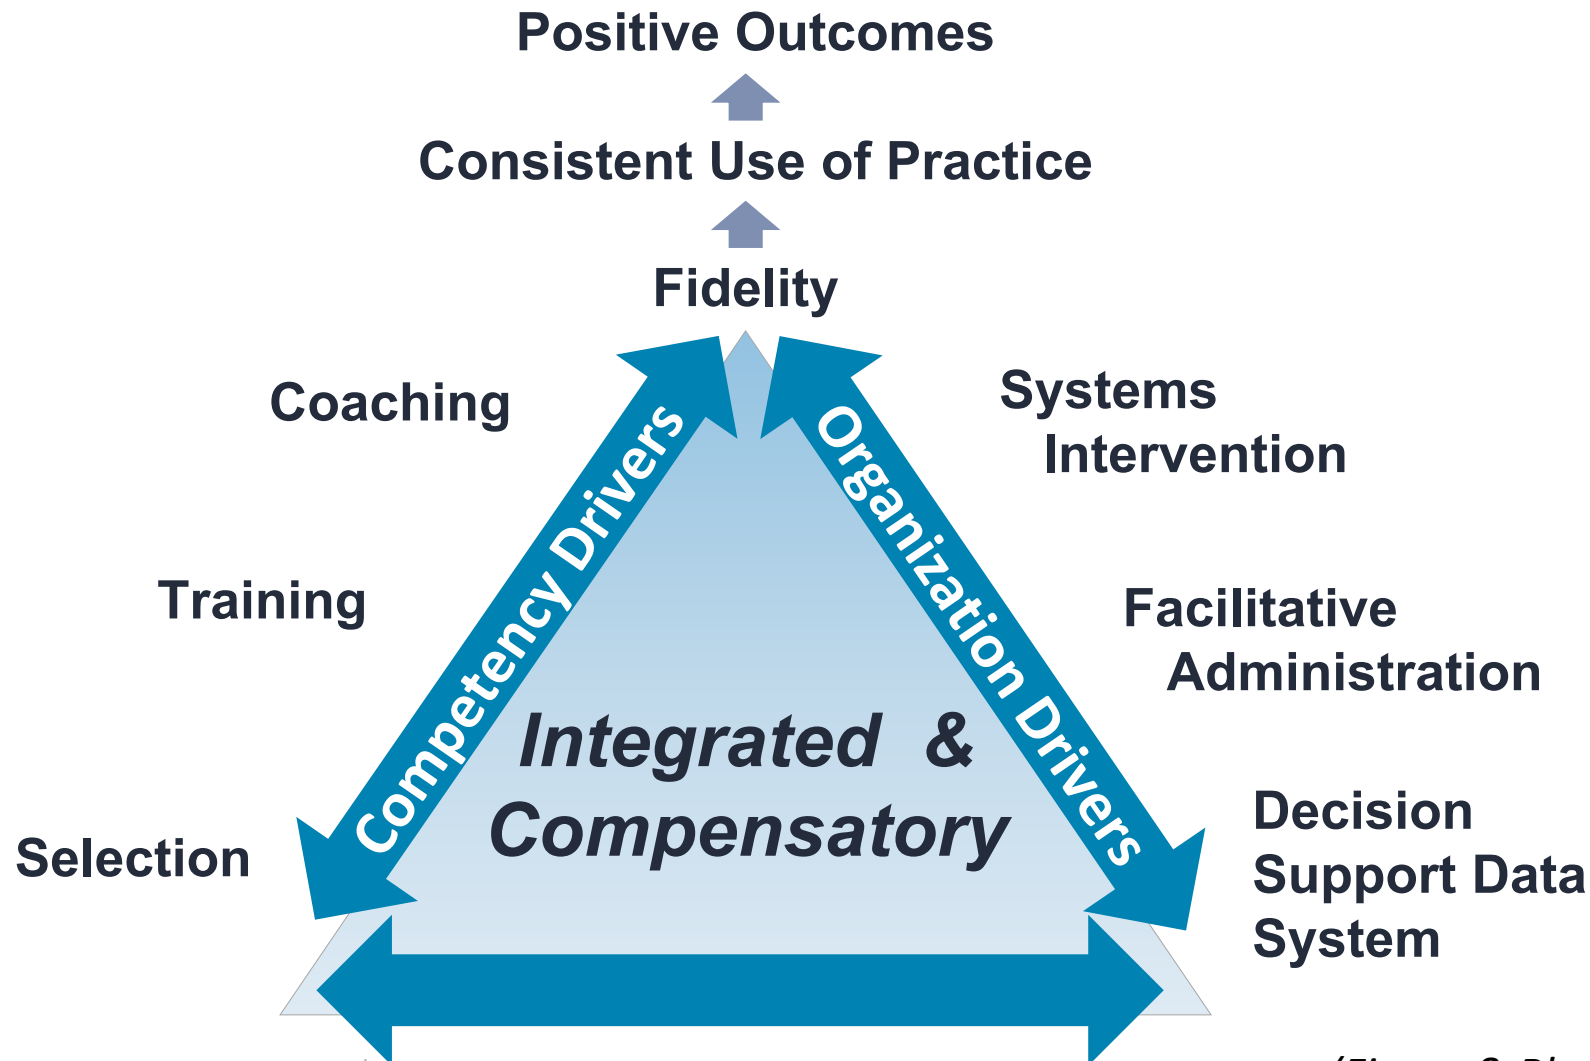 Positive Outcomes
Consistent Use of Practice
Fidelity
Coaching
Systems
Intervention
Training
Facilitative
Administration
Competency Drivers
Organization Drivers
Integrated &
Compensatory
Selection
Decision
Support Data
System